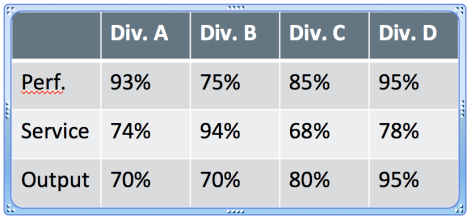 Div. A Div. B Div. C Div. D
Perf. 93% 75% 85% 95%
Service 74% 94% 68% 78%
Output 70% 70% 80% 95%